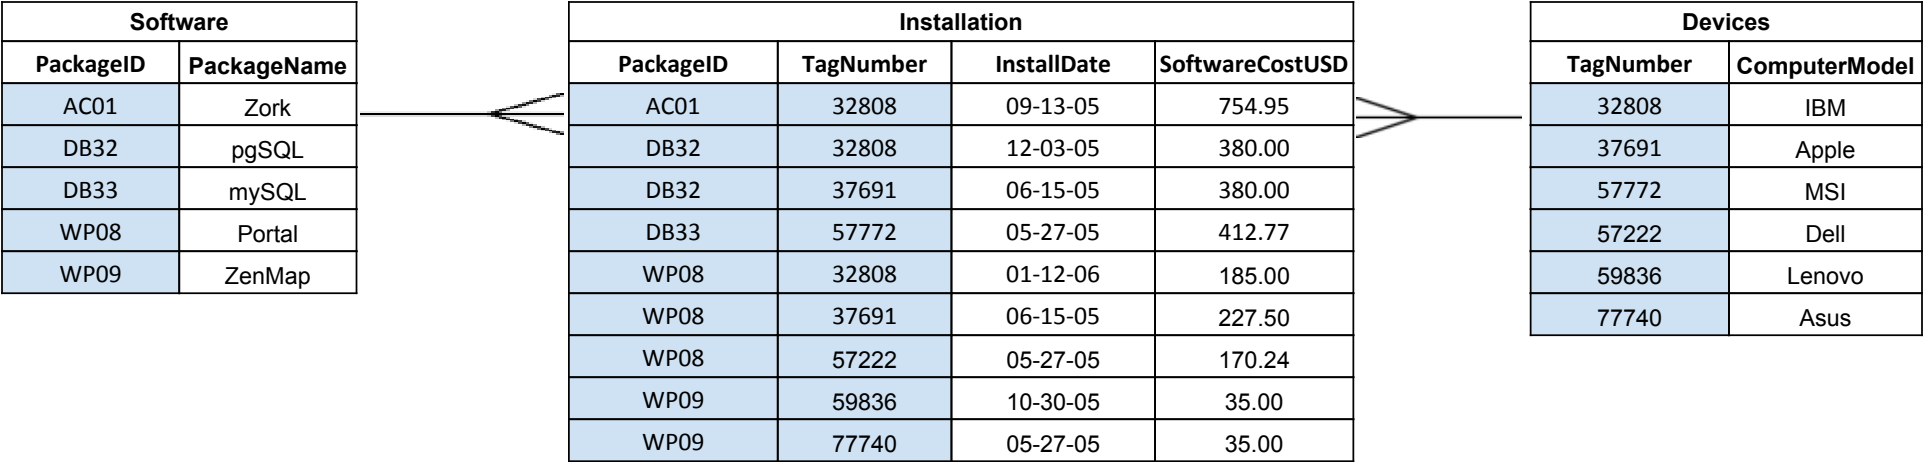 Software
PackageID PackageName
AC01 Zork
DB32 pgSQL
DB33 mySQL
WP08 Portal
WP09 ZenMap
Installation
PackageID TagNumber InstallDate SoftwareCostUSD
AC01 32808 09-13-05 754.95
DB32 32808 12-03-05 380.00
DB32 37691 06-15-05 380.00
DB33 57772 05-27-05 412.77
WP08 32808 01-12-06 185.00
WP08 37691 06-15-05 227.50
WP08 57222 05-27-05 170.24
WP09 59836 10-30-05 35.00
WP09 77740 05-27-05 35.00
Devices
TagNumber ComputerModel
32808 IBM
37691 Apple
57772 MSI
57222 Dell
59836 Lenovo
77740 Asus